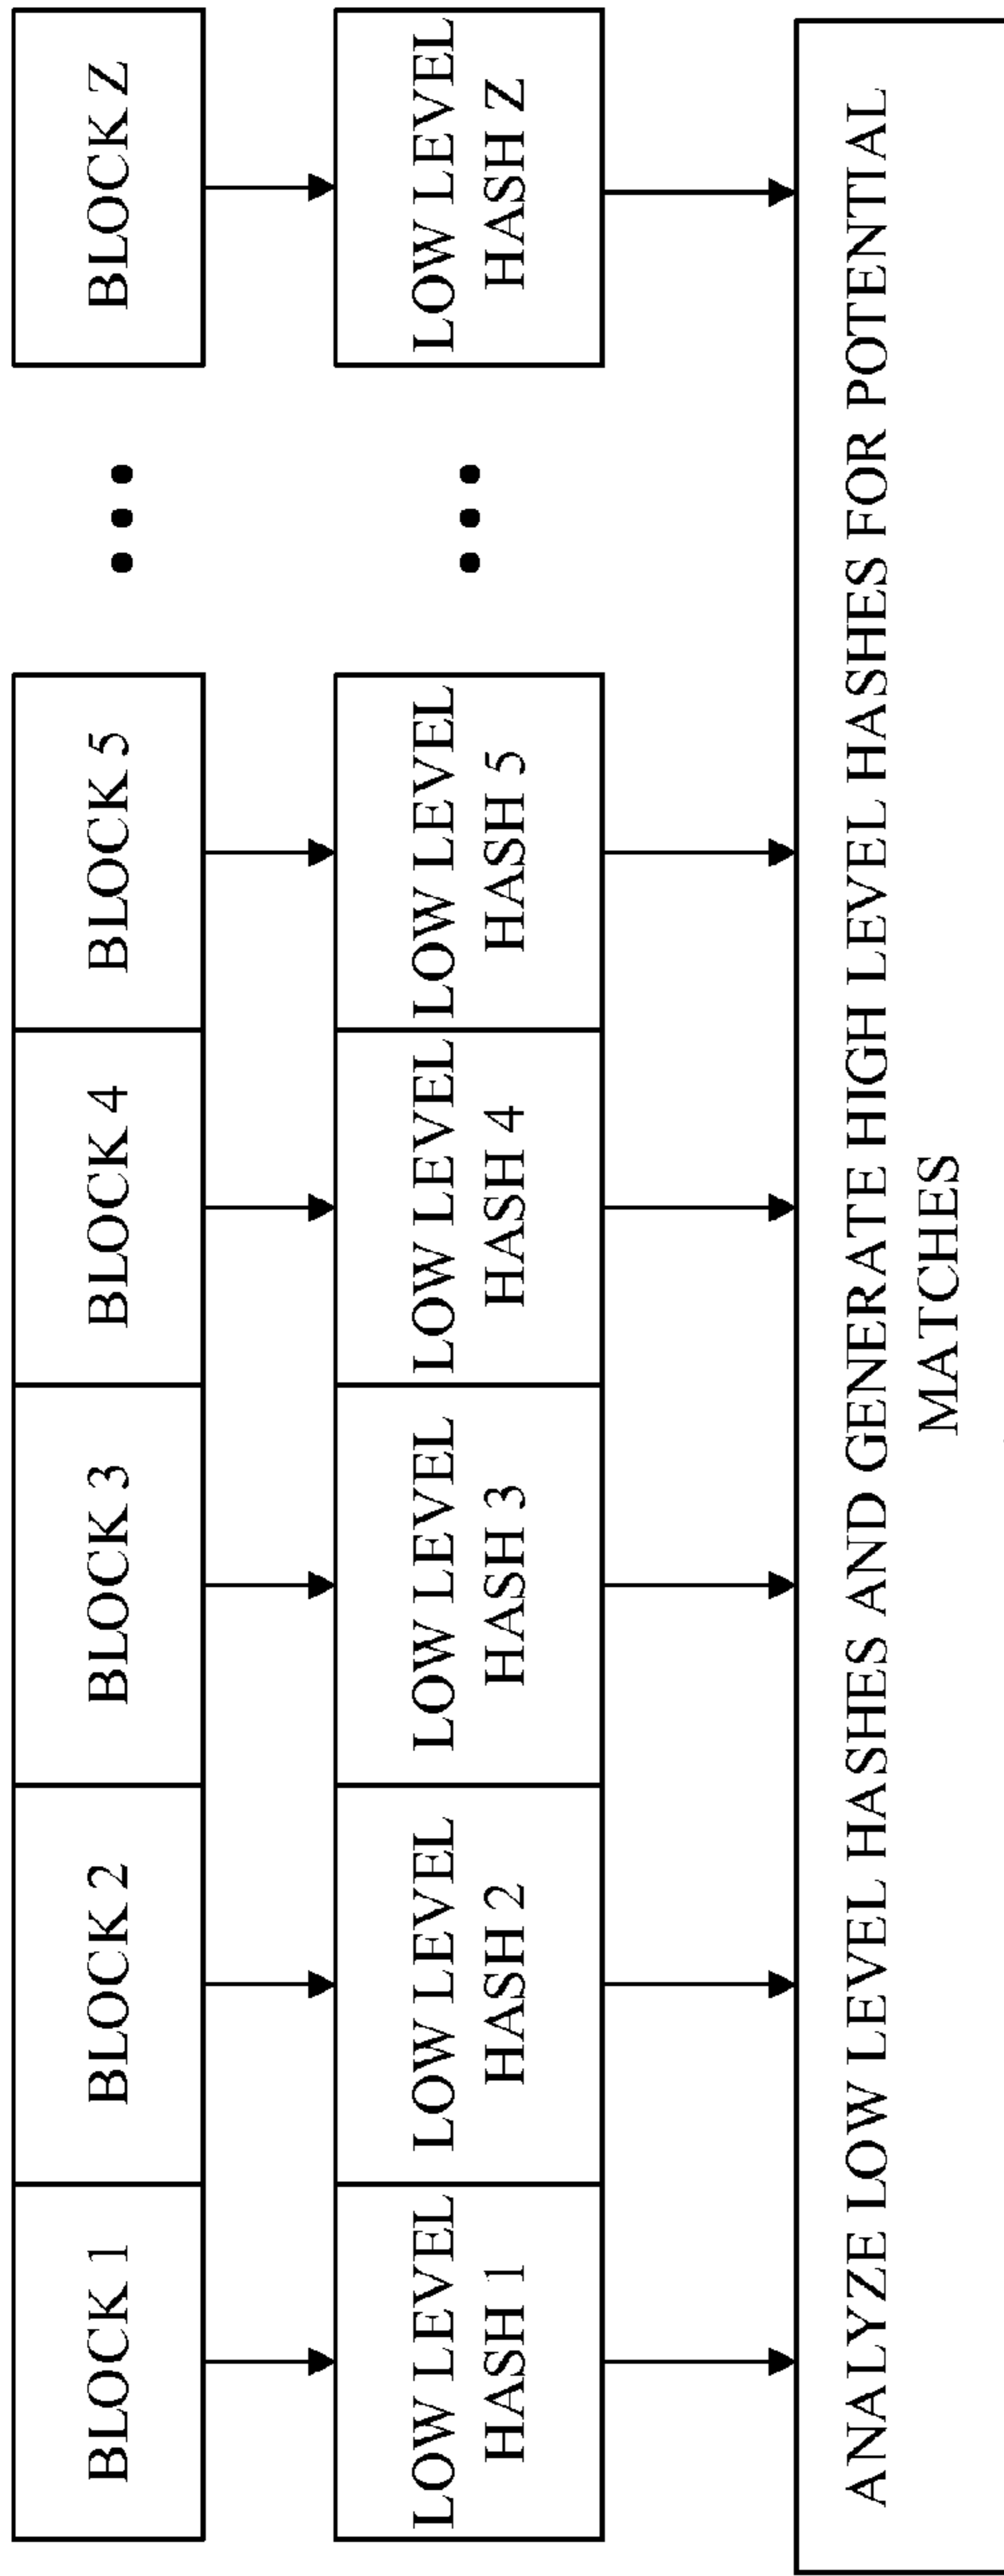 BLOCK 1
BLOCK 2
BLOCK 3
BLOCK 4
BLOCK 5
BLOCK Z
LOW LEVEL
HASH 1
LOW LEVEL
HASH 2
LOW LEVEL
HASH 3
LOW LEVEL
HASH 4
LOW LEVEL
HASH 5
LOW LEVEL
HASH Z
ANALYZE LOW LEVEL HASHES AND GENERATE HIGH LEVEL HASHES FOR POTENTIAL
MATCHES